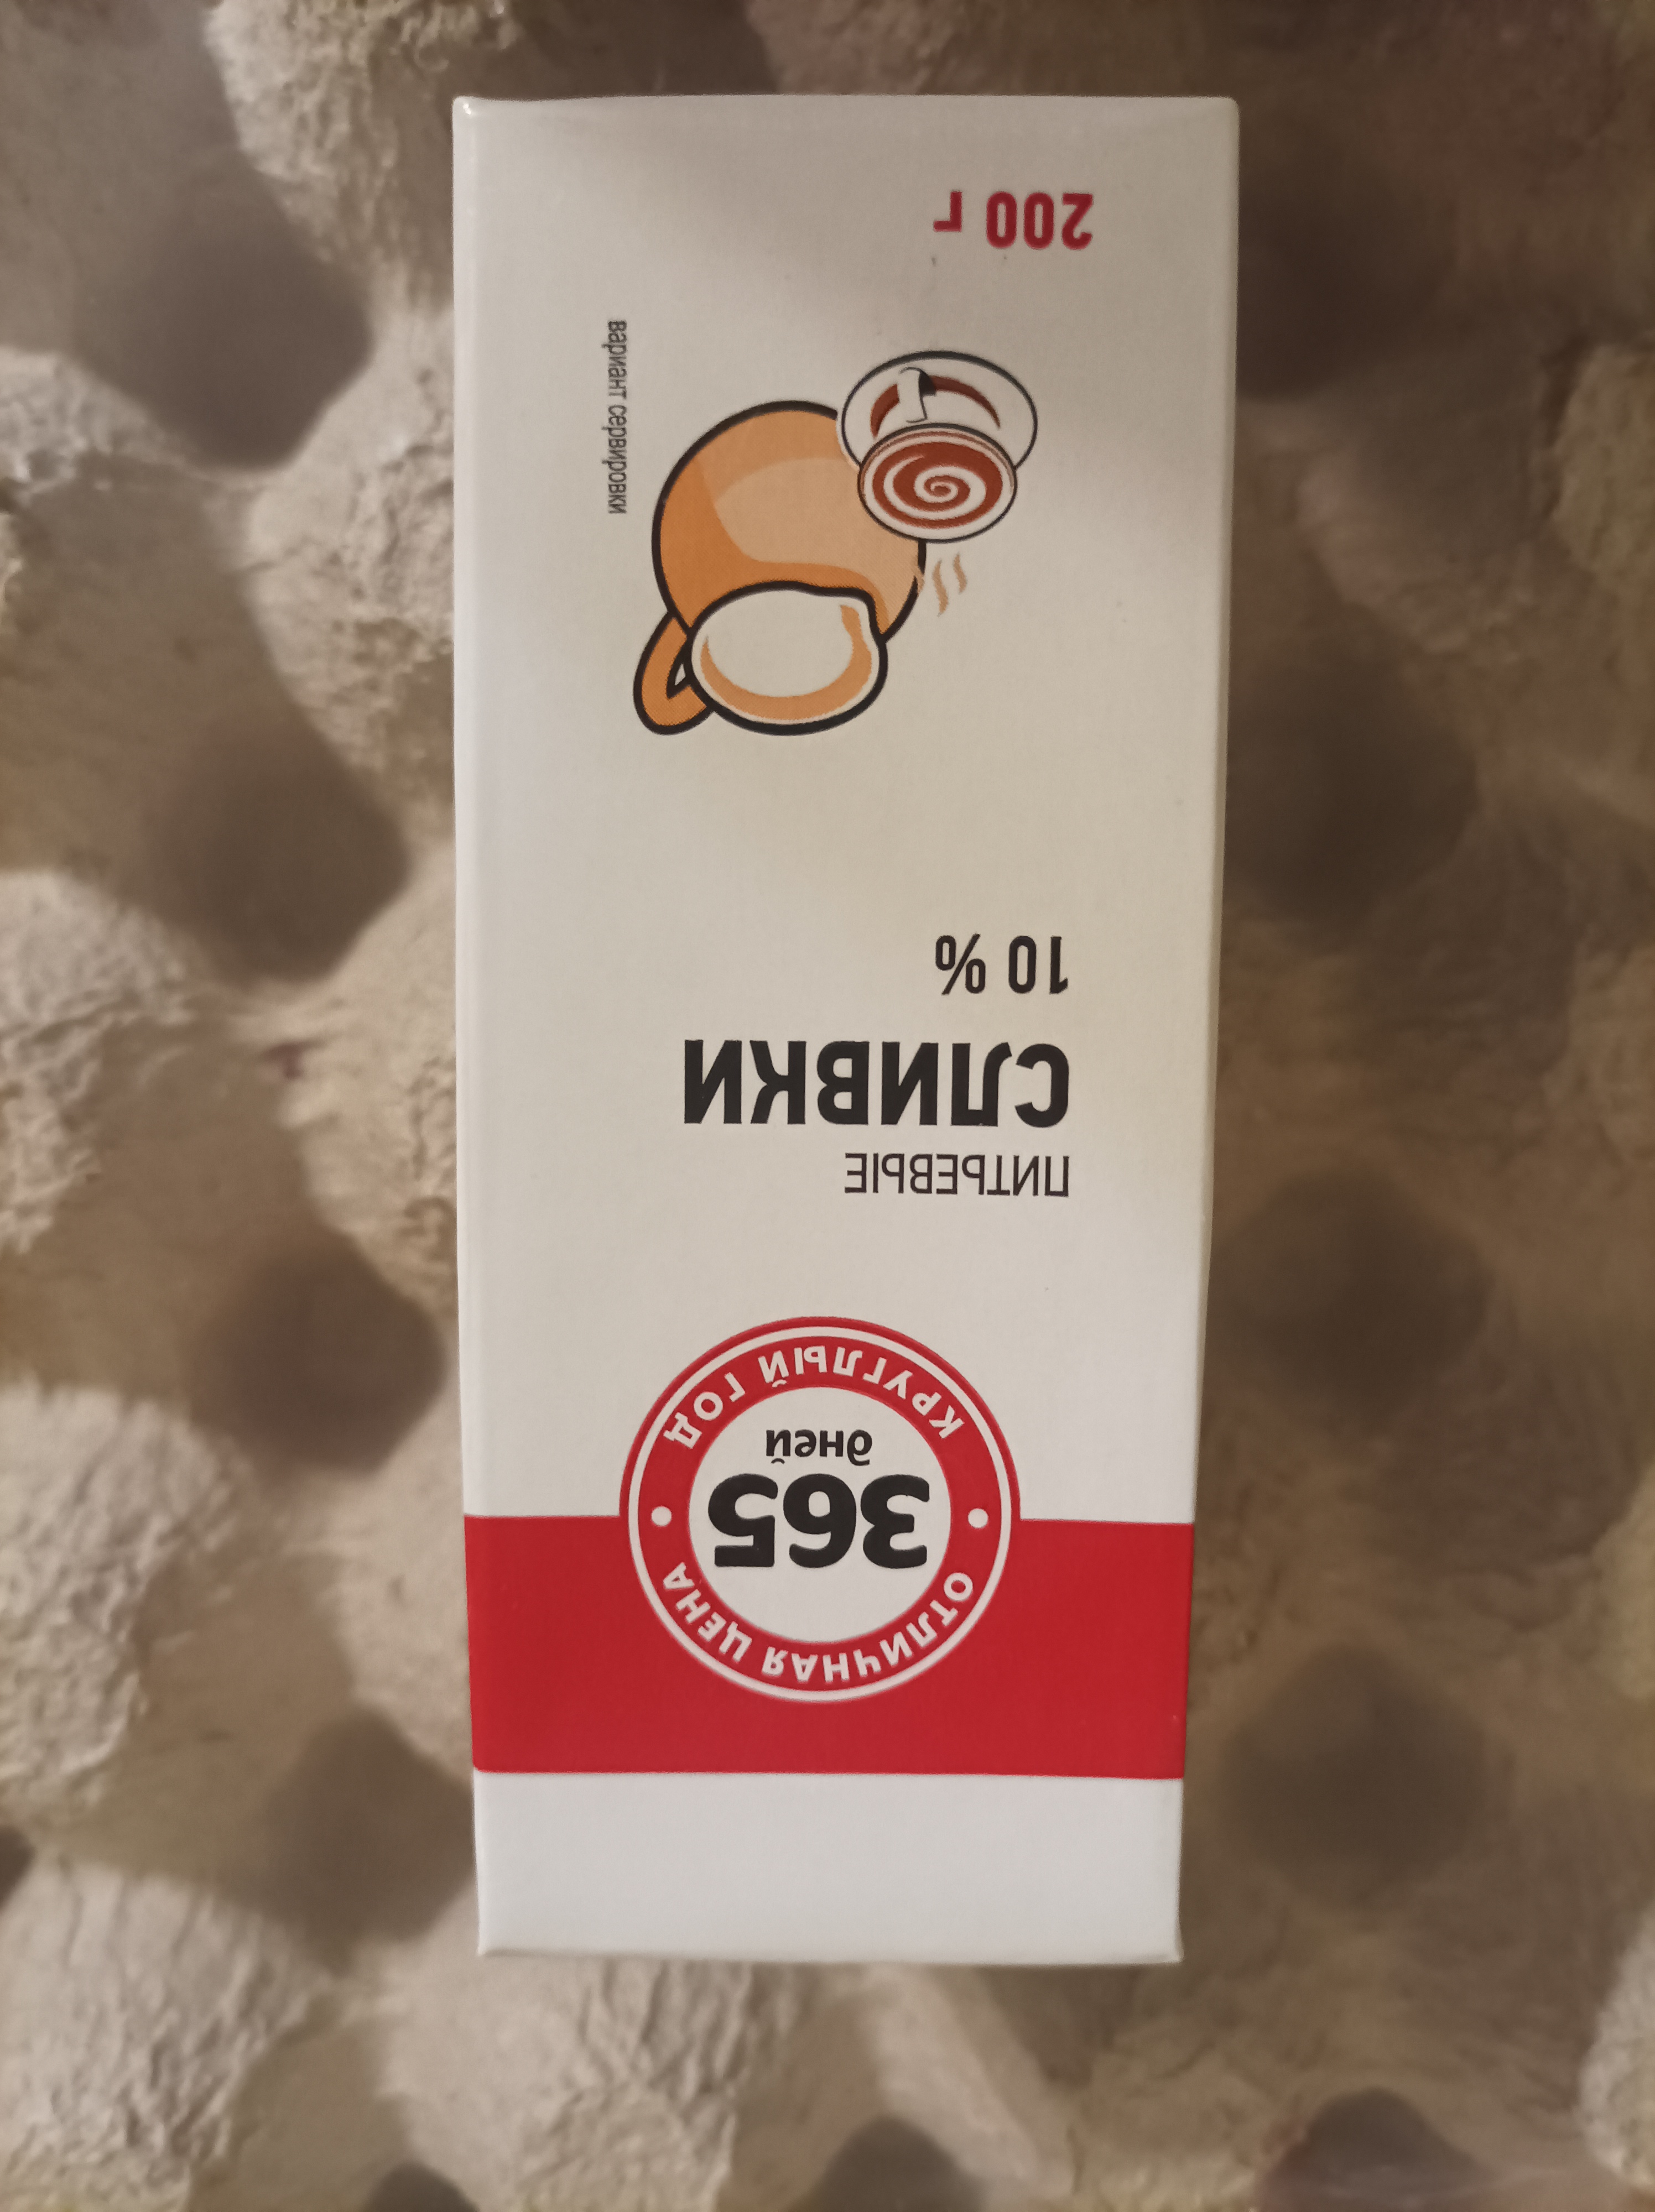 ОТЛИЧНАЯ ЦЕНА
365
дней
КРУГЛЫЙ ГОД
ПИТЬЕВЫЕ
СЛИВКИ
10 %
вариант сервировки
200 г